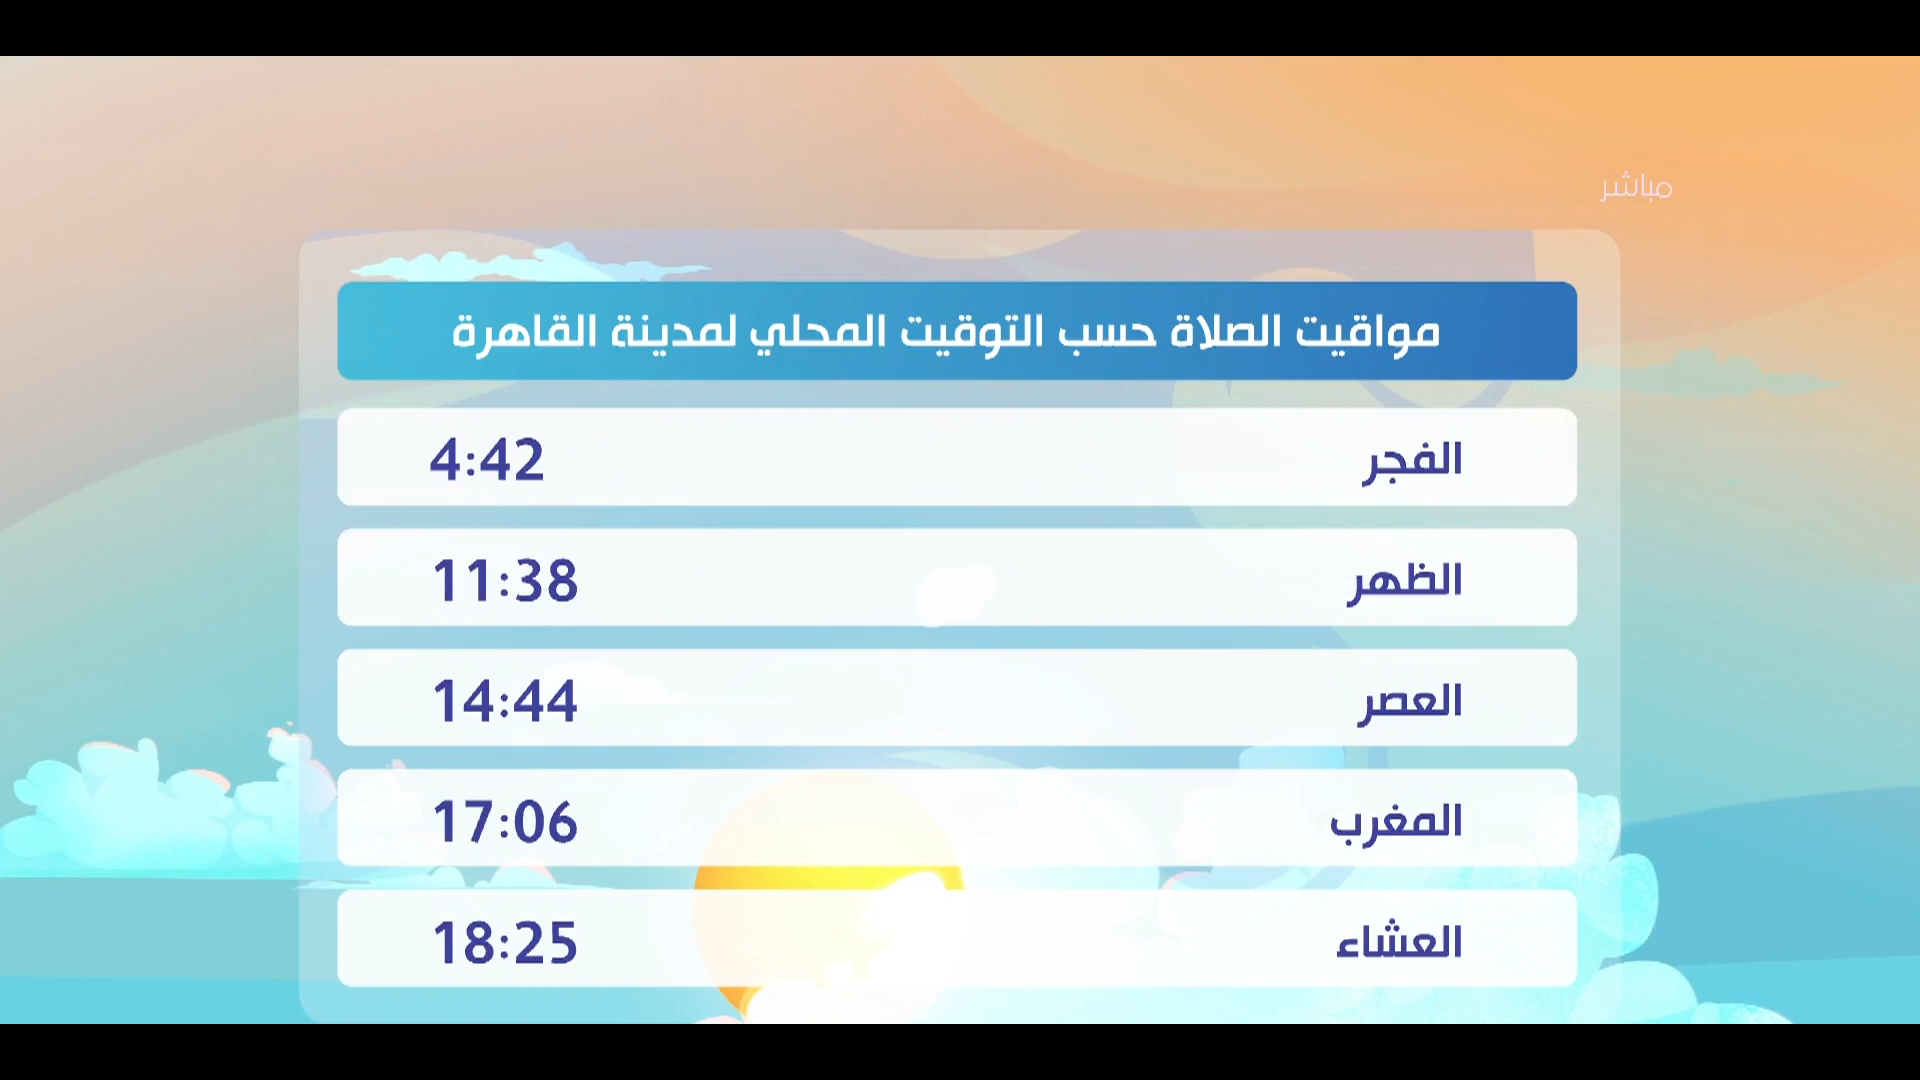 مباشر
مواقيت الصلاة حسب التوقيت المحلي لمدينة القاهرة
الفجر 4:42
الظهر 11:38
العصر 14:44
المغرب 17:06
العشاء 18:25